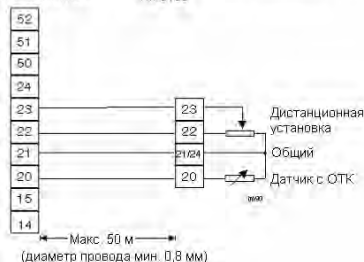 52
51
50
24
23 23
Дистанционная
установка
22 22
21 21/24 Общий
20 20 Датчик с ОТК
15
14
Макс. 50 м
(диаметр провода мин. 0,8 мм)